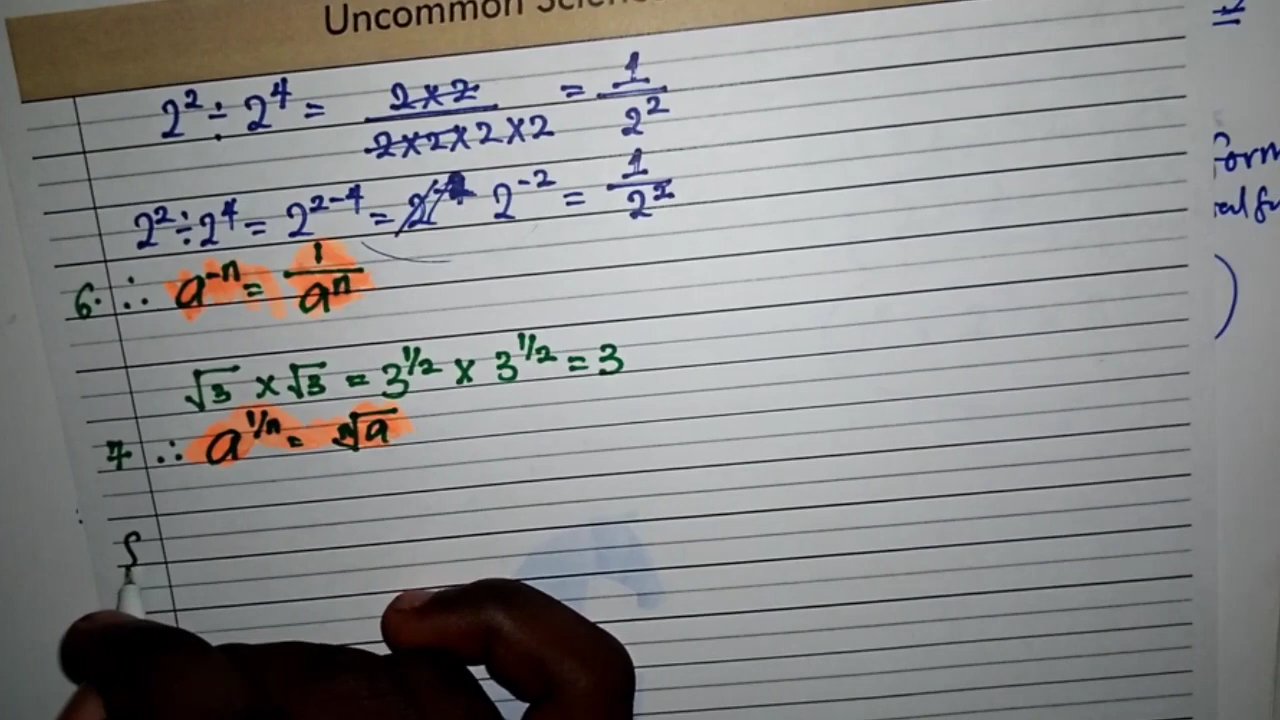 Uncommon
2² ÷ 2⁴ = 2×2 / 2×2×2×2 = 1 / 2²
2² ÷ 2⁴ = 2²⁻⁴ = 2⁻² = 1 / 2²
6. ∴ a⁻ⁿ = 1 / aⁿ
√3 × √3 = 3^1/2 × 3^1/2 = 3
7 ∴ a^1/n = ⁿ√a